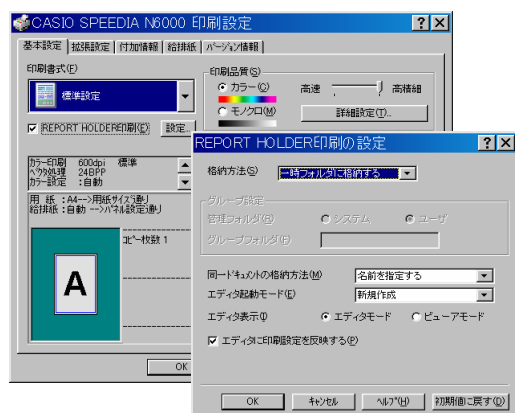 CASIO SPEEDIA N6000 印刷設定
基本設定 拡張設定 付加情報 給排紙 バージョン情報
印刷書式(F)
標準設定
REPORT HOLDER印刷(E) 設定...
印刷品質(S)
カラー(C)
モノクロ(M)
高速 高精細
詳細設定(T)...
カラー印刷 600dpi 標準
ベクタ処理 24BPP
カラー設定 :自動
用 紙 :A4-->用紙サイズ通り
給排紙 :自動 -->パネル設定通り
コピー枚数 1
A
OK
REPORT HOLDER印刷の設定
格納方法(S) 一時フォルダに格納する
グループ設定
管理フォルダ(R) システム ユーザ
グループフォルダ(F)
同一ドキュメントの格納方法(M) 名前を指定する
エディタ起動モード(E) 新規作成
エディタ表示(I) エディタモード ビューアモード
エディタに印刷設定を反映する(P)
OK キャンセル ヘルプ(H) 初期値に戻す(D)